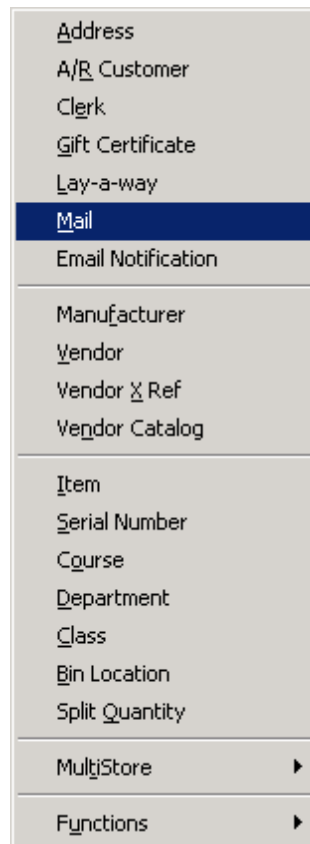 Address
A/R Customer
Clerk
Gift Certificate
Lay-a-way
Mail
Email Notification
Manufacturer
Vendor
Vendor X Ref
Vendor Catalog
Item
Serial Number
Course
Department
Class
Bin Location
Split Quantity
MultiStore
Functions